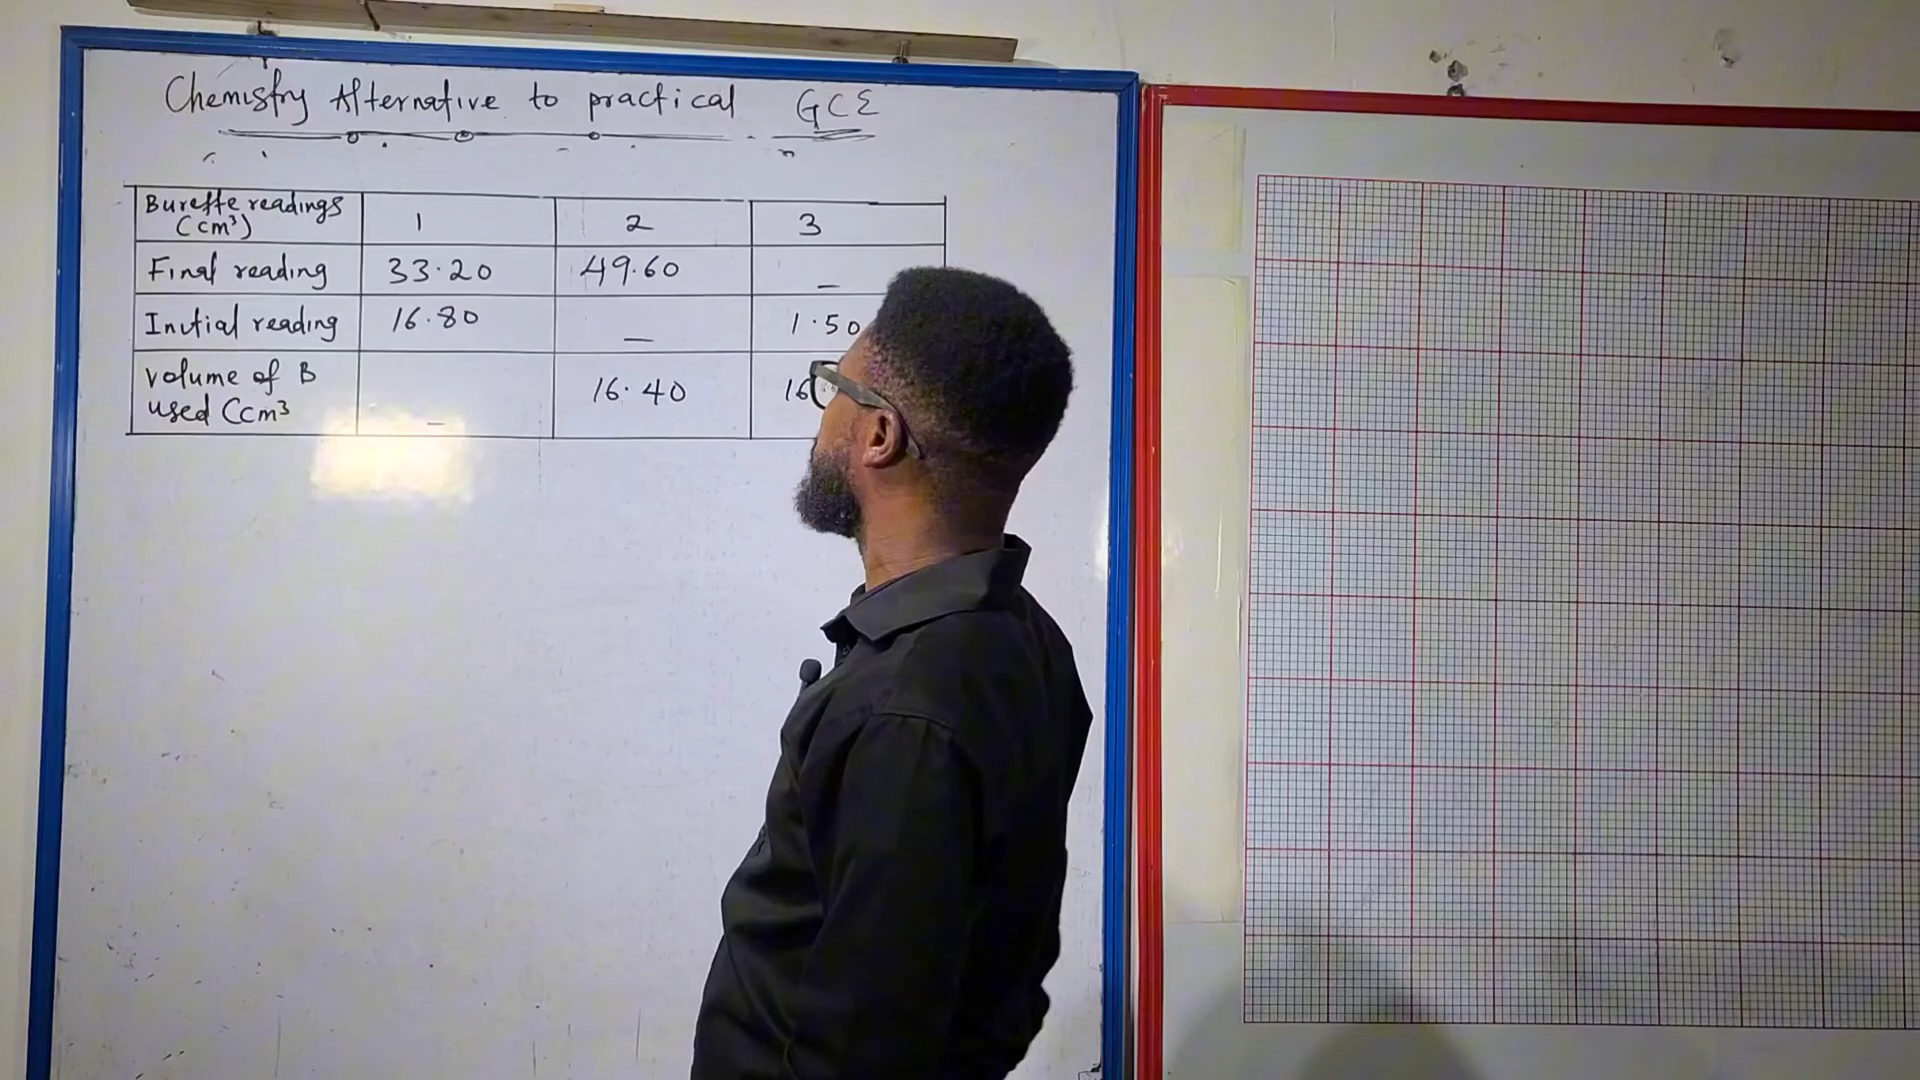 Chemistry Alternative to practical GCE
Burette readings (cm³) 1 2 3
Final reading 33.20 49.60 _
Initial reading 16.80 _ 1.50
volume of B used (cm³ _ 16.40 16